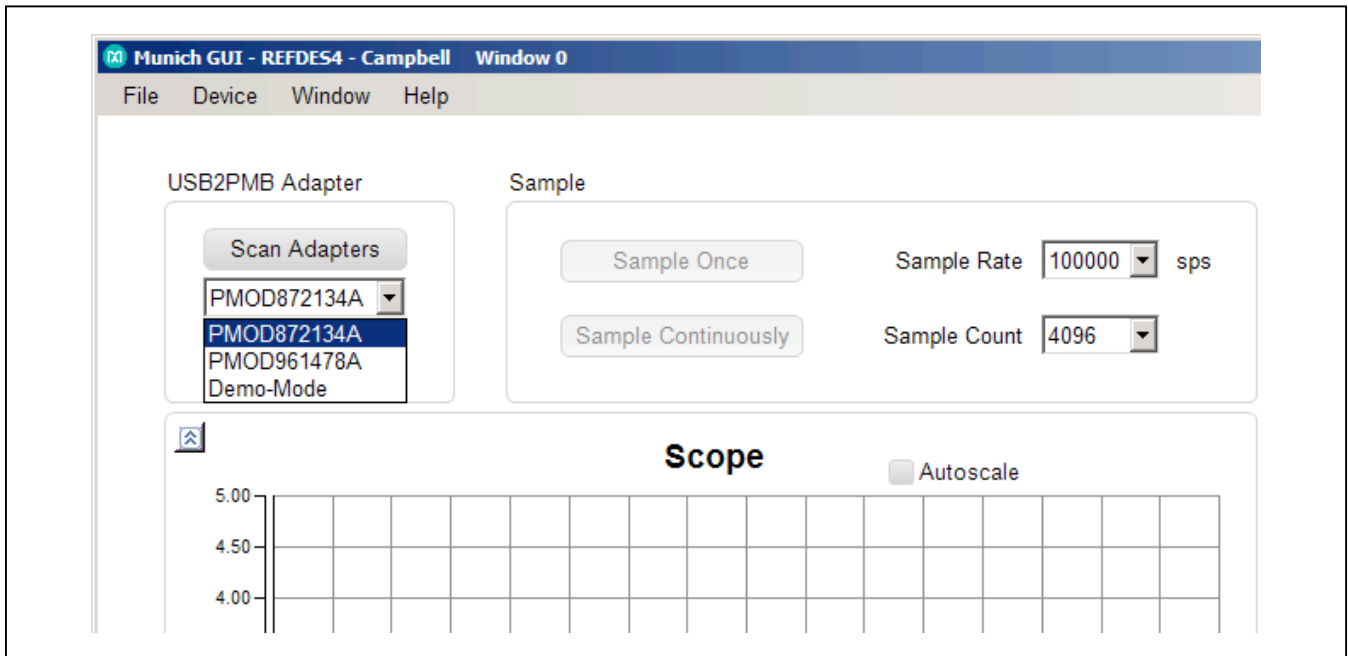 Munich GUI - REFDES4 - Campbell Window 0
File Device Window Help
USB2PMB Adapter
Scan Adapters
PMOD872134A
PMOD872134A
PMOD961478A
Demo-Mode
Sample
Sample Once
Sample Rate 100000 sps
Sample Continuously
Sample Count 4096
Scope
Autoscale
5.00
4.50
4.00